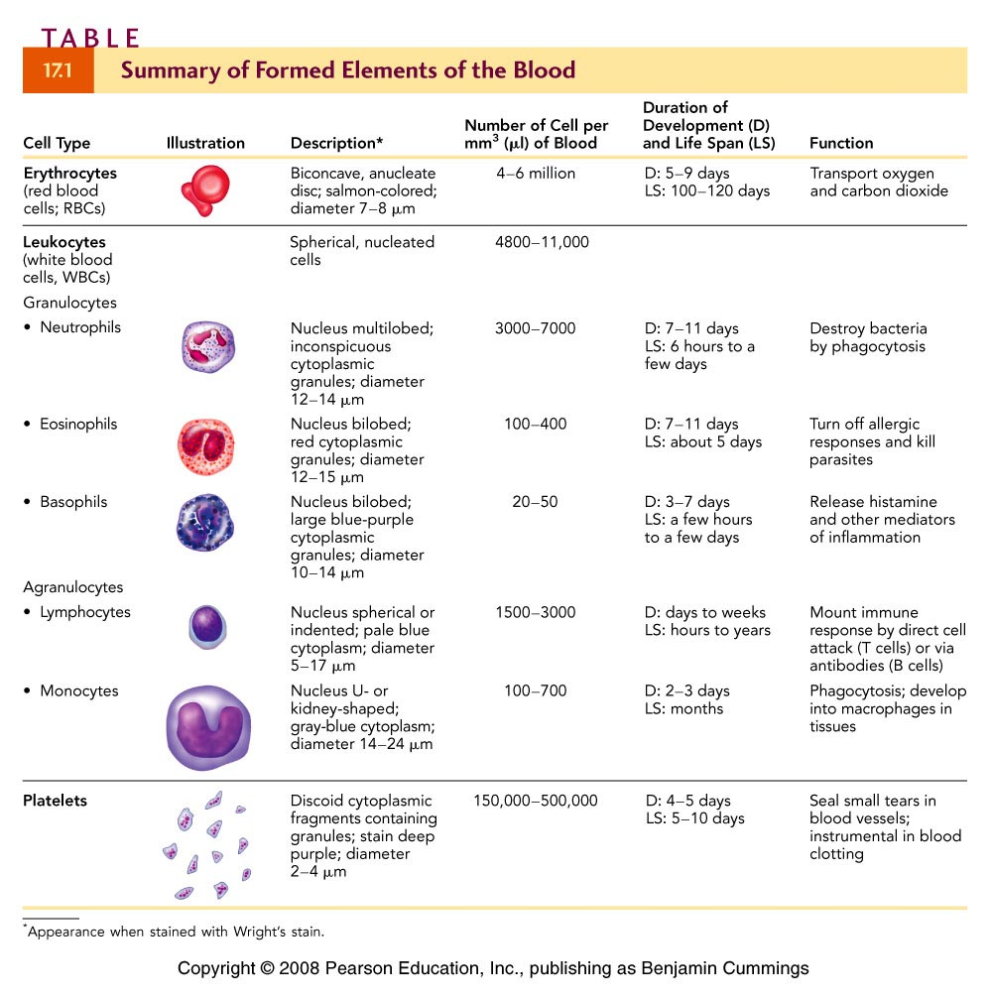 TABLE
17.1 Summary of Formed Elements of the Blood
Cell Type
Illustration
Description*
Number of Cell per
mm³ (μl) of Blood
Duration of
Development (D)
and Life Span (LS)
Function
Erythrocytes
(red blood
cells; RBCs)
Biconcave, anucleate
disc; salmon-colored;
diameter 7–8 μm
4–6 million
D: 5–9 days
LS: 100–120 days
Transport oxygen
and carbon dioxide
Leukocytes
(white blood
cells, WBCs)
Spherical, nucleated
cells
4800–11,000
Granulocytes
• Neutrophils
Nucleus multilobed;
inconspicuous
cytoplasmic
granules; diameter
12–14 μm
3000–7000
D: 7–11 days
LS: 6 hours to a
few days
Destroy bacteria
by phagocytosis
• Eosinophils
Nucleus bilobed;
red cytoplasmic
granules; diameter
12–15 μm
100–400
D: 7–11 days
LS: about 5 days
Turn off allergic
responses and kill
parasites
• Basophils
Nucleus bilobed;
large blue-purple
cytoplasmic
granules; diameter
10–14 μm
20–50
D: 3–7 days
LS: a few hours
to a few days
Release histamine
and other mediators
of inflammation
Agranulocytes
• Lymphocytes
Nucleus spherical or
indented; pale blue
cytoplasm; diameter
5–17 μm
1500–3000
D: days to weeks
LS: hours to years
Mount immune
response by direct cell
attack (T cells) or via
antibodies (B cells)
• Monocytes
Nucleus U- or
kidney-shaped;
gray-blue cytoplasm;
diameter 14–24 μm
100–700
D: 2–3 days
LS: months
Phagocytosis; develop
into macrophages in
tissues
Platelets
Discoid cytoplasmic
fragments containing
granules; stain deep
purple; diameter
2–4 μm
150,000–500,000
D: 4–5 days
LS: 5–10 days
Seal small tears in
blood vessels;
instrumental in blood
clotting
*Appearance when stained with Wright's stain.
Copyright © 2008 Pearson Education, Inc., publishing as Benjamin Cummings